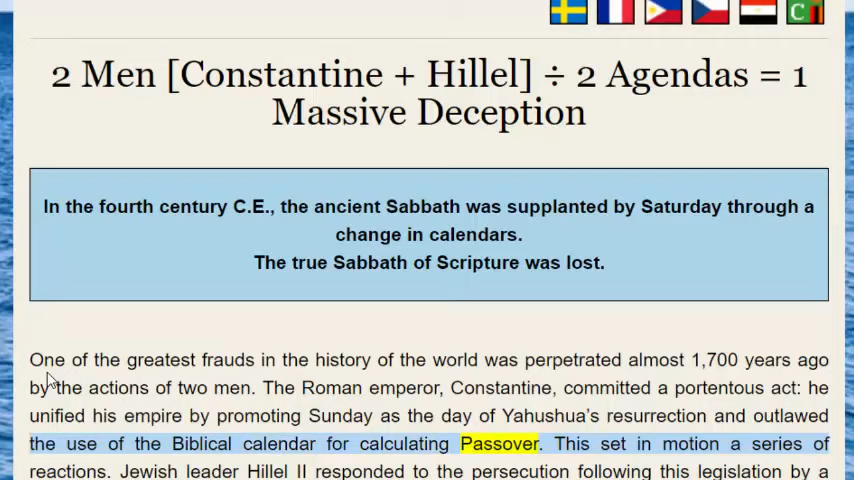 C
2 Men [Constantine + Hillel] ÷ 2 Agendas = 1
Massive Deception
In the fourth century C.E., the ancient Sabbath was supplanted by Saturday through a
change in calendars.
The true Sabbath of Scripture was lost.
One of the greatest frauds in the history of the world was perpetrated almost 1,700 years ago
by the actions of two men. The Roman emperor, Constantine, committed a portentous act: he
unified his empire by promoting Sunday as the day of Yahushua's resurrection and outlawed
the use of the Biblical calendar for calculating Passover. This set in motion a series of
reactions. Jewish leader Hillel II responded to the persecution following this legislation by a